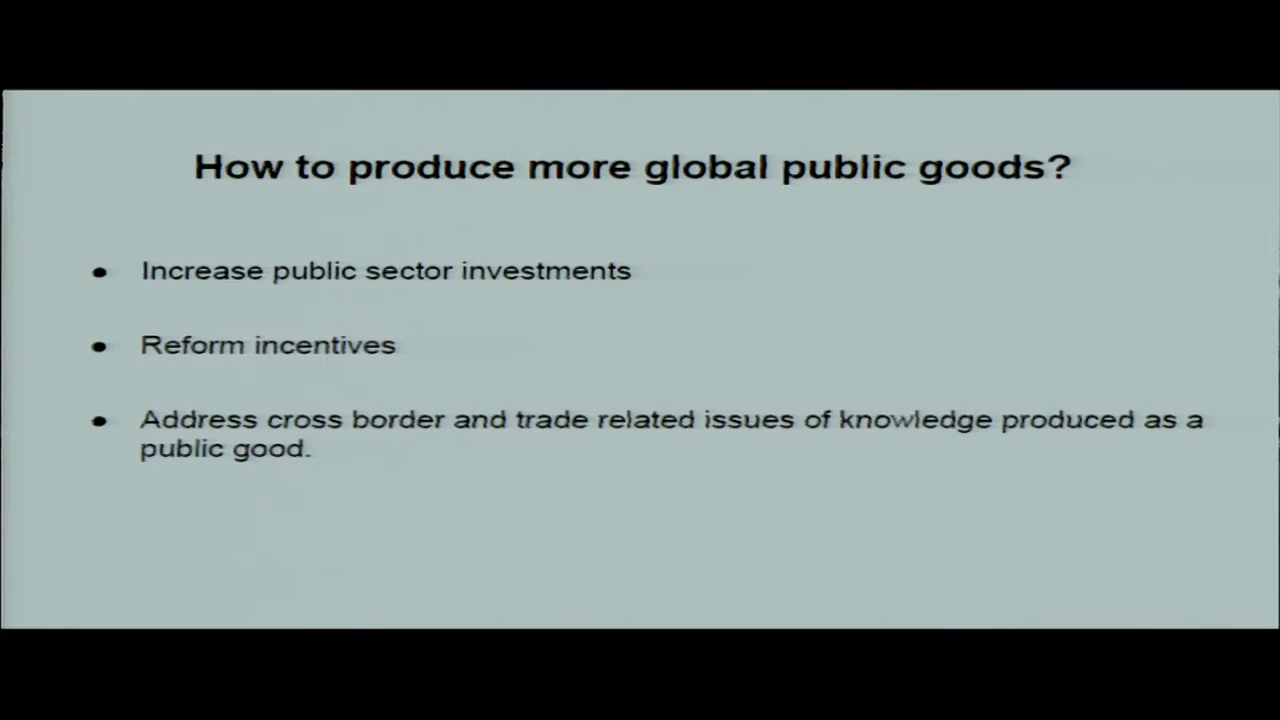 How to produce more global public goods?
● Increase public sector investments
● Reform incentives
● Address cross border and trade related issues of knowledge produced as a
public good.